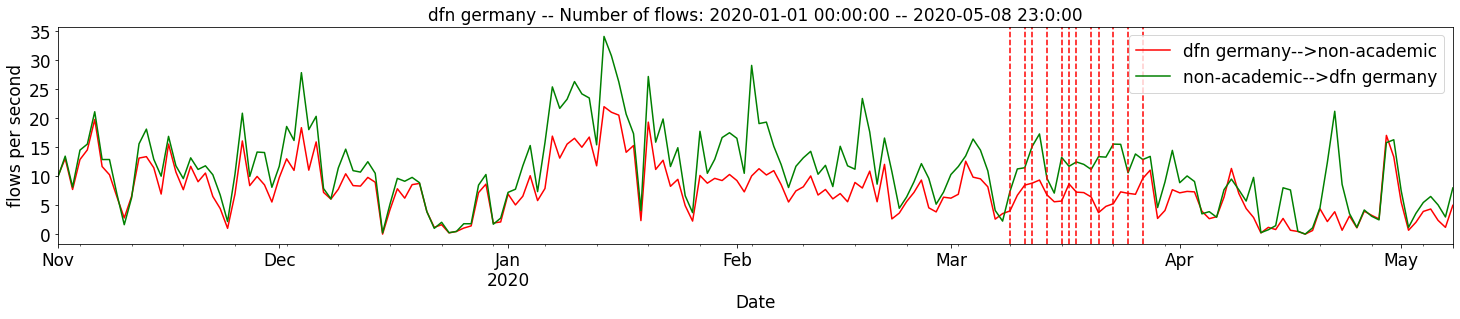 dfn germany -- Number of flows: 2020-01-01 00:00:00 -- 2020-05-08 23:0:00
flows per second
35
30
25
20
15
10
5
0
dfn germany-->non-academic
non-academic-->dfn germany
Nov Dec Jan Feb Mar Apr May
2020
Date